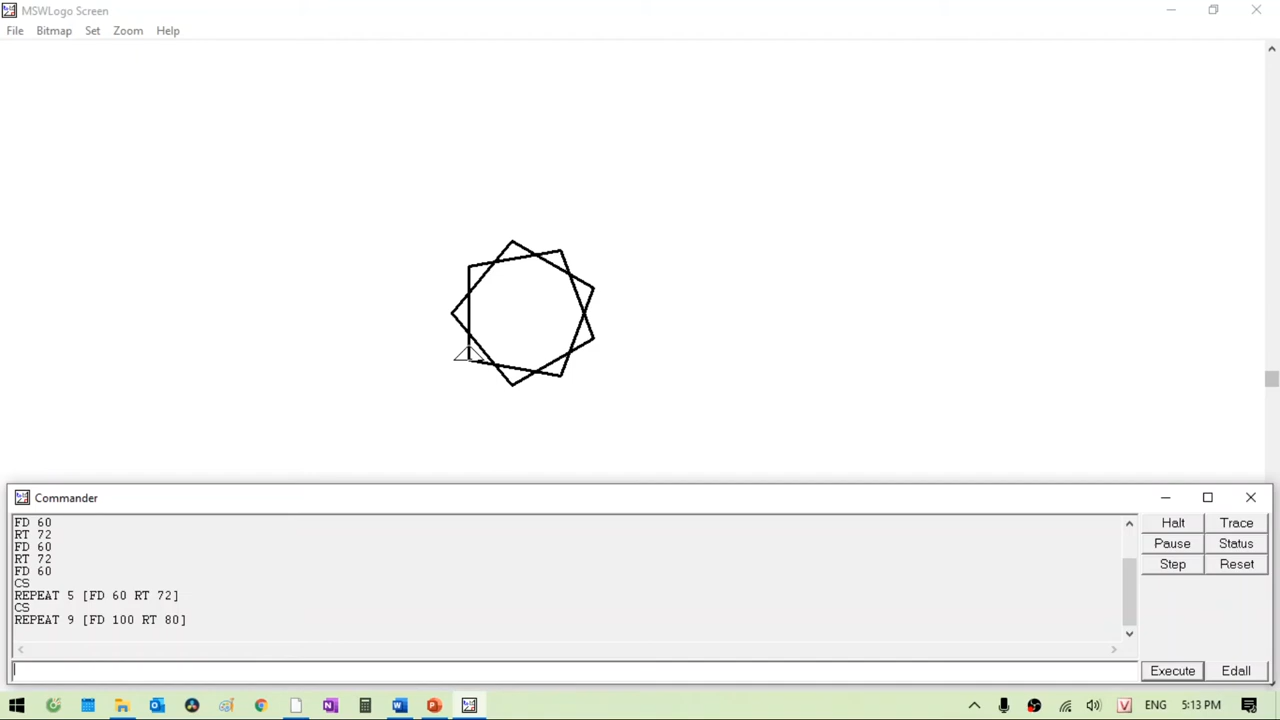 MSWLogo Screen
File Bitmap Set Zoom Help
Commander
FD 60
RT 72
FD 60
RT 72
FD 60
CS
REPEAT 5 [FD 60 RT 72]
CS
REPEAT 9 [FD 100 RT 80]
Halt Trace
Pause Status
Step Reset
Execute Edall
ENG 5:13 PM